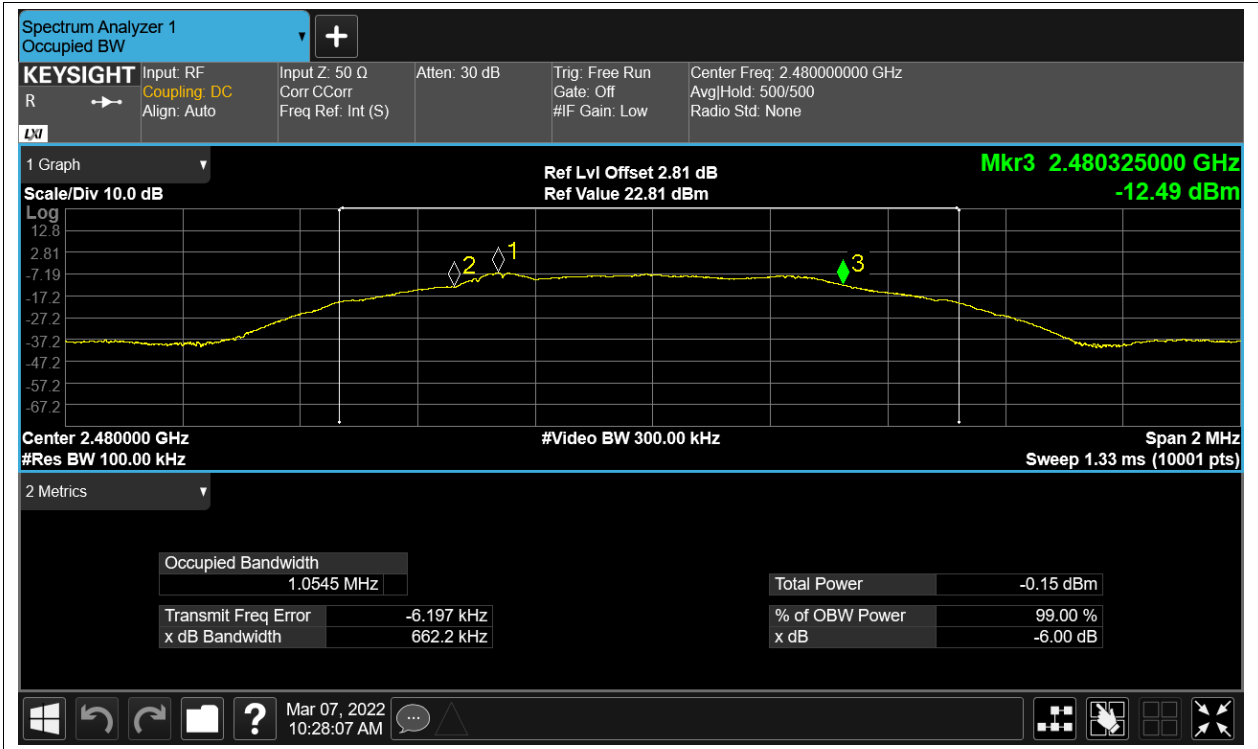 Spectrum Analyzer 1
Occupied BW
KEYSIGHT
R
LXI
Input: RF
Coupling: DC
Align: Auto
Input Z: 50 Ω
Corr CCorr
Freq Ref: Int (S)
Atten: 30 dB
Trig: Free Run
Gate: Off
#IF Gain: Low
Center Freq: 2.480000000 GHz
Avg|Hold: 500/500
Radio Std: None
1 Graph
Scale/Div 10.0 dB
Ref Lvl Offset 2.81 dB
Ref Value 22.81 dBm
Mkr3 2.480325000 GHz
-12.49 dBm
Log
12.8
2.81
-7.19
-17.2
-27.2
-37.2
-47.2
-57.2
-67.2
2
1
3
Center 2.480000 GHz
#Res BW 100.00 kHz
#Video BW 300.00 kHz
Span 2 MHz
Sweep 1.33 ms (10001 pts)
2 Metrics
Occupied Bandwidth
1.0545 MHz
Transmit Freq Error -6.197 kHz
x dB Bandwidth 662.2 kHz
Total Power -0.15 dBm
% of OBW Power 99.00 %
x dB -6.00 dB
?
Mar 07, 2022
10:28:07 AM